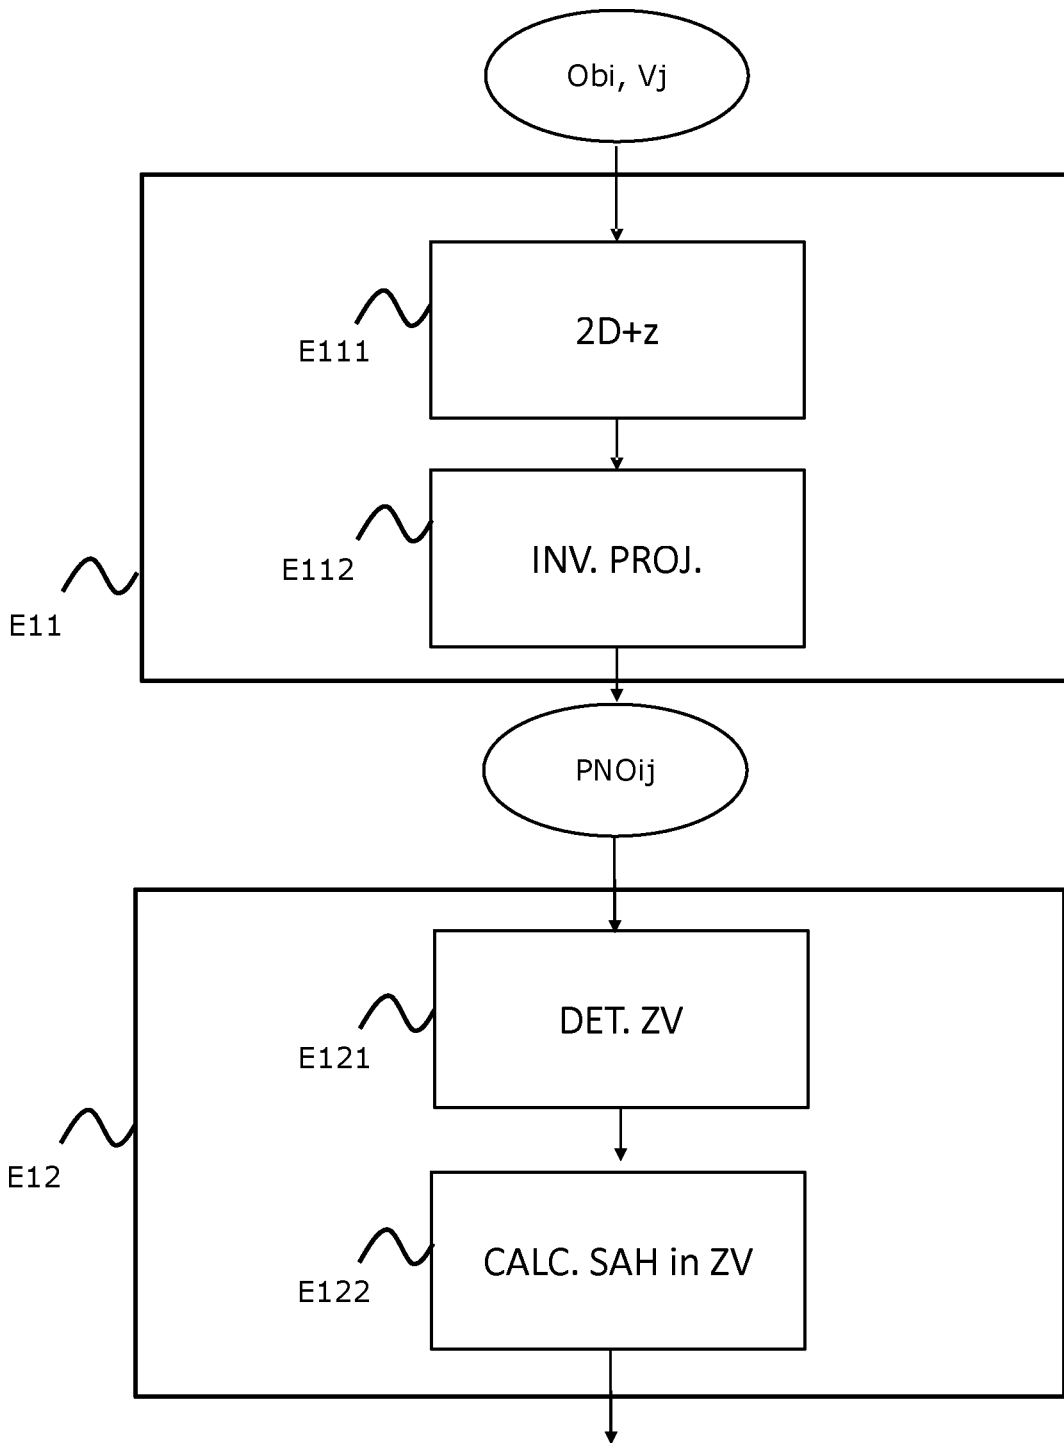 Obi, Vj
2D+z
E111
INV. PROJ.
E112
E11
PNOij
DET. ZV
E121
E12
CALC. SAH in ZV
E122